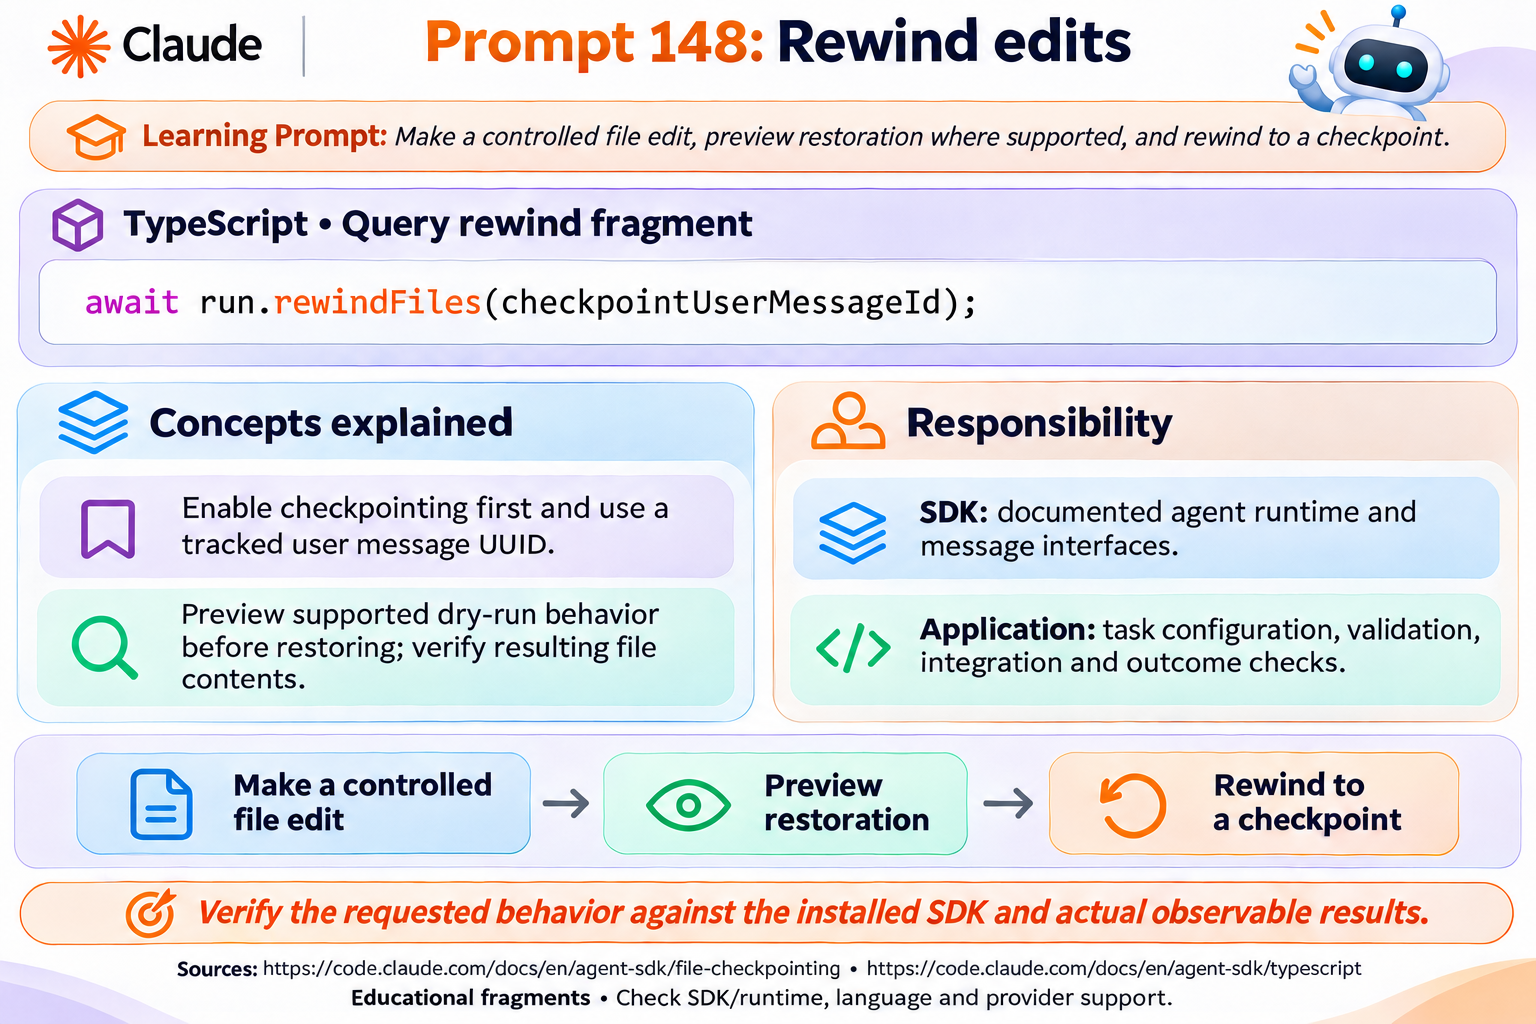 Claude
Prompt 148: Rewind edits
Learning Prompt: Make a controlled file edit, preview restoration where supported, and rewind to a checkpoint.
TypeScript • Query rewind fragment
await run.rewindFiles(checkpointUserMessageId);
Concepts explained
Enable checkpointing first and use a
tracked user message UUID.
Preview supported dry-run behavior
before restoring; verify resulting file
contents.
Responsibility
SDK: documented agent runtime and
message interfaces.
Application: task configuration, validation,
integration and outcome checks.
Make a controlled
file edit
Preview
restoration
Rewind to
a checkpoint
Verify the requested behavior against the installed SDK and actual observable results.
Sources: https://code.claude.com/docs/en/agent-sdk/file-checkpointing • https://code.claude.com/docs/en/agent-sdk/typescript
Educational fragments • Check SDK/runtime, language and provider support.